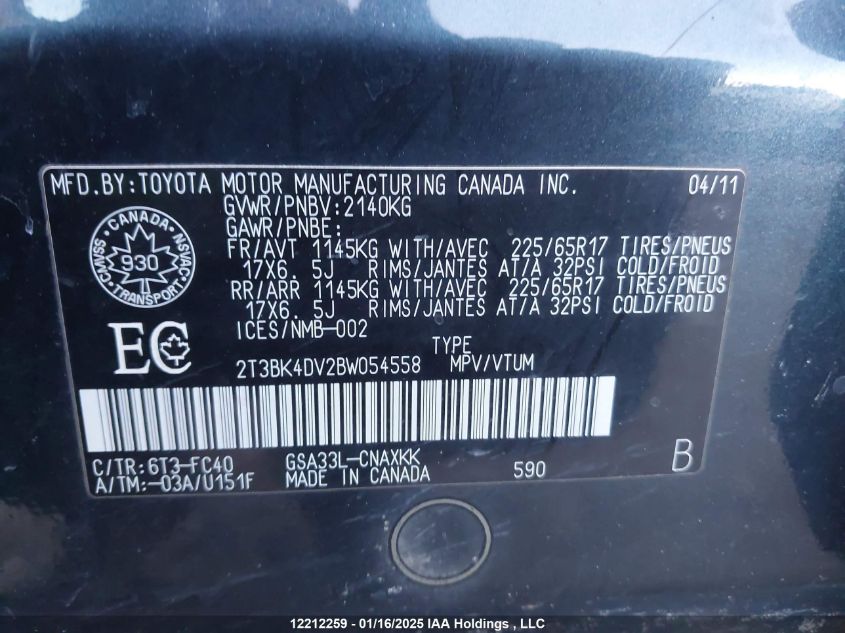 MFD.BY:TOYOTA MOTOR MANUFACTURING CANADA INC. 04/11
GVWR/PNBV:2140KG
GAWR/PNBE:
FR/AVT 1145KG WITH/AVEC 225/65R17 TIRES/PNEUS
17X6. 5J RIMS/JANTES AT/A 32PSI COLD/FROID
RR/ARR 1145KG WITH/AVEC 225/65R17 TIRES/PNEUS
17X6. 5J RIMS/JANTES AT/A 32PSI COLD/FROID
ICES/NMB-002
CANADA
CMVSS 930 NSVAC
TRANSPORT
EC
TYPE
2T3BK4DV2BW054558 MPV/VTUM
C/TR:6T3-FC40 GSA33L-CNAXKK
A/TM:-03A/U151F MADE IN CANADA 590 B
12212259 - 01/16/2025 IAA Holdings , LLC